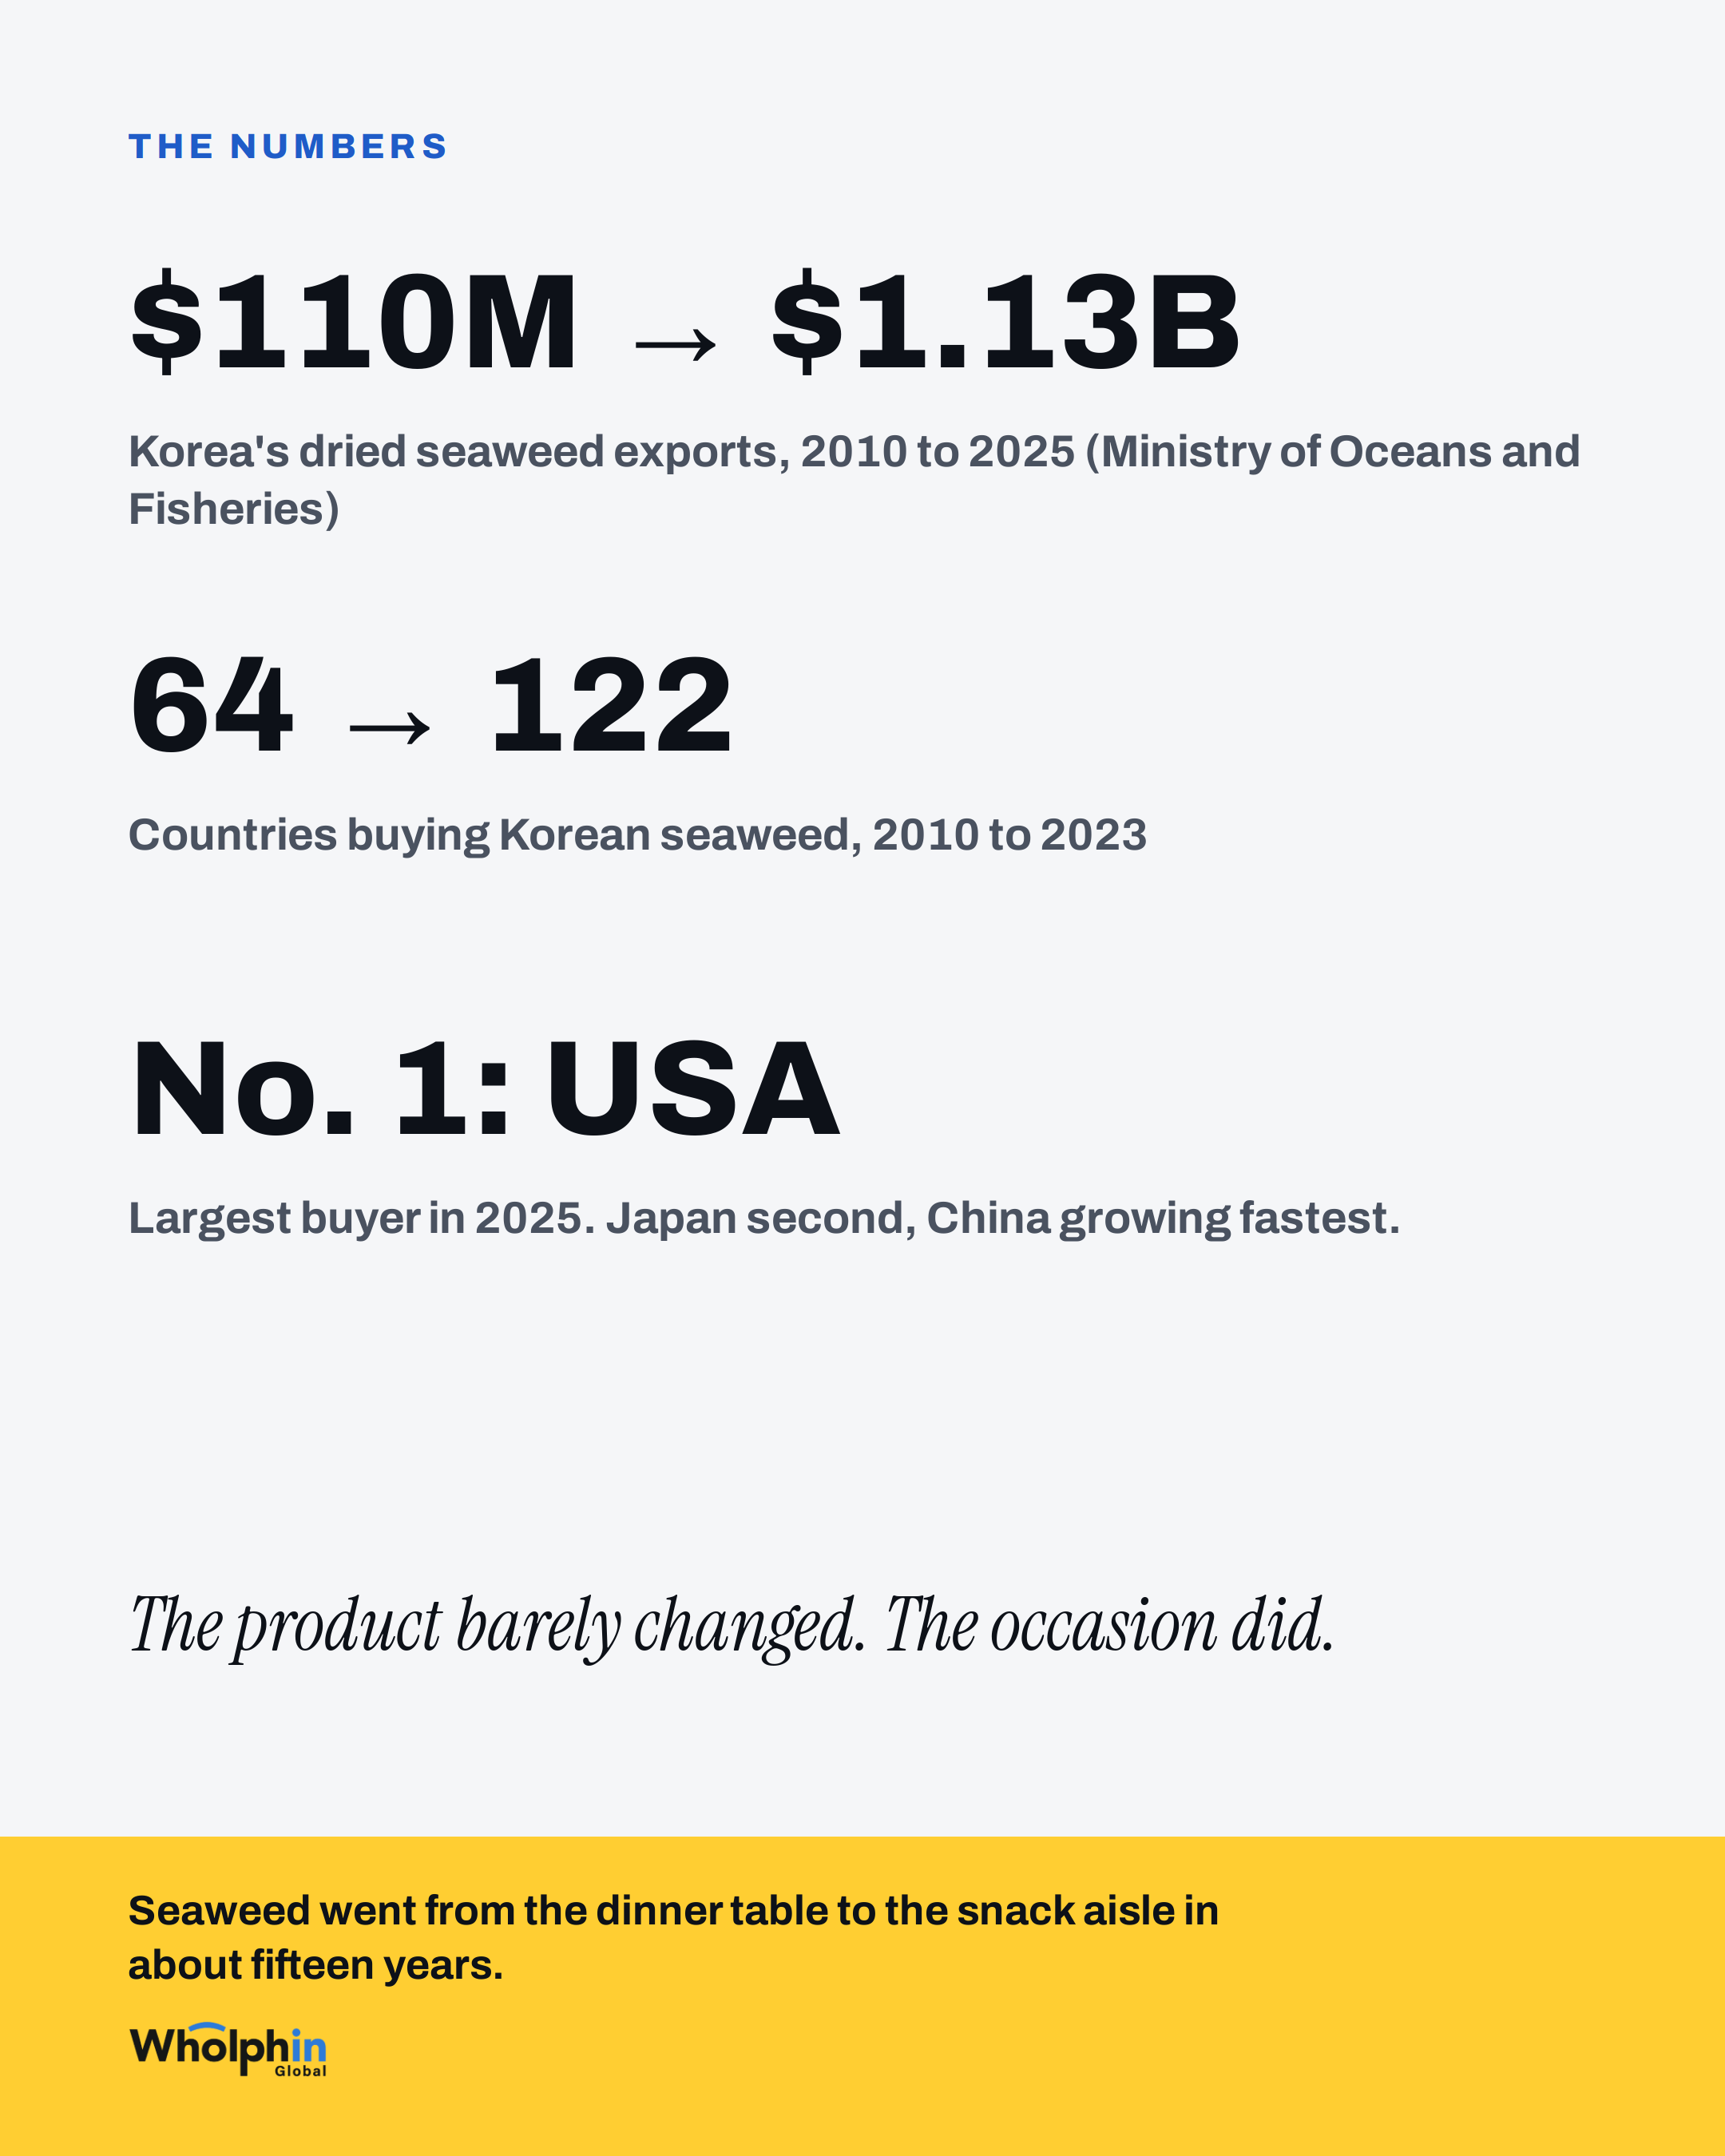 THE NUMBERS
$110M → $1.13B
Korea's dried seaweed exports, 2010 to 2025 (Ministry of Oceans and
Fisheries)
64 → 122
Countries buying Korean seaweed, 2010 to 2023
No. 1: USA
Largest buyer in 2025. Japan second, China growing fastest.
The product barely changed. The occasion did.
Seaweed went from the dinner table to the snack aisle in
about fifteen years.
Wholphin
Global